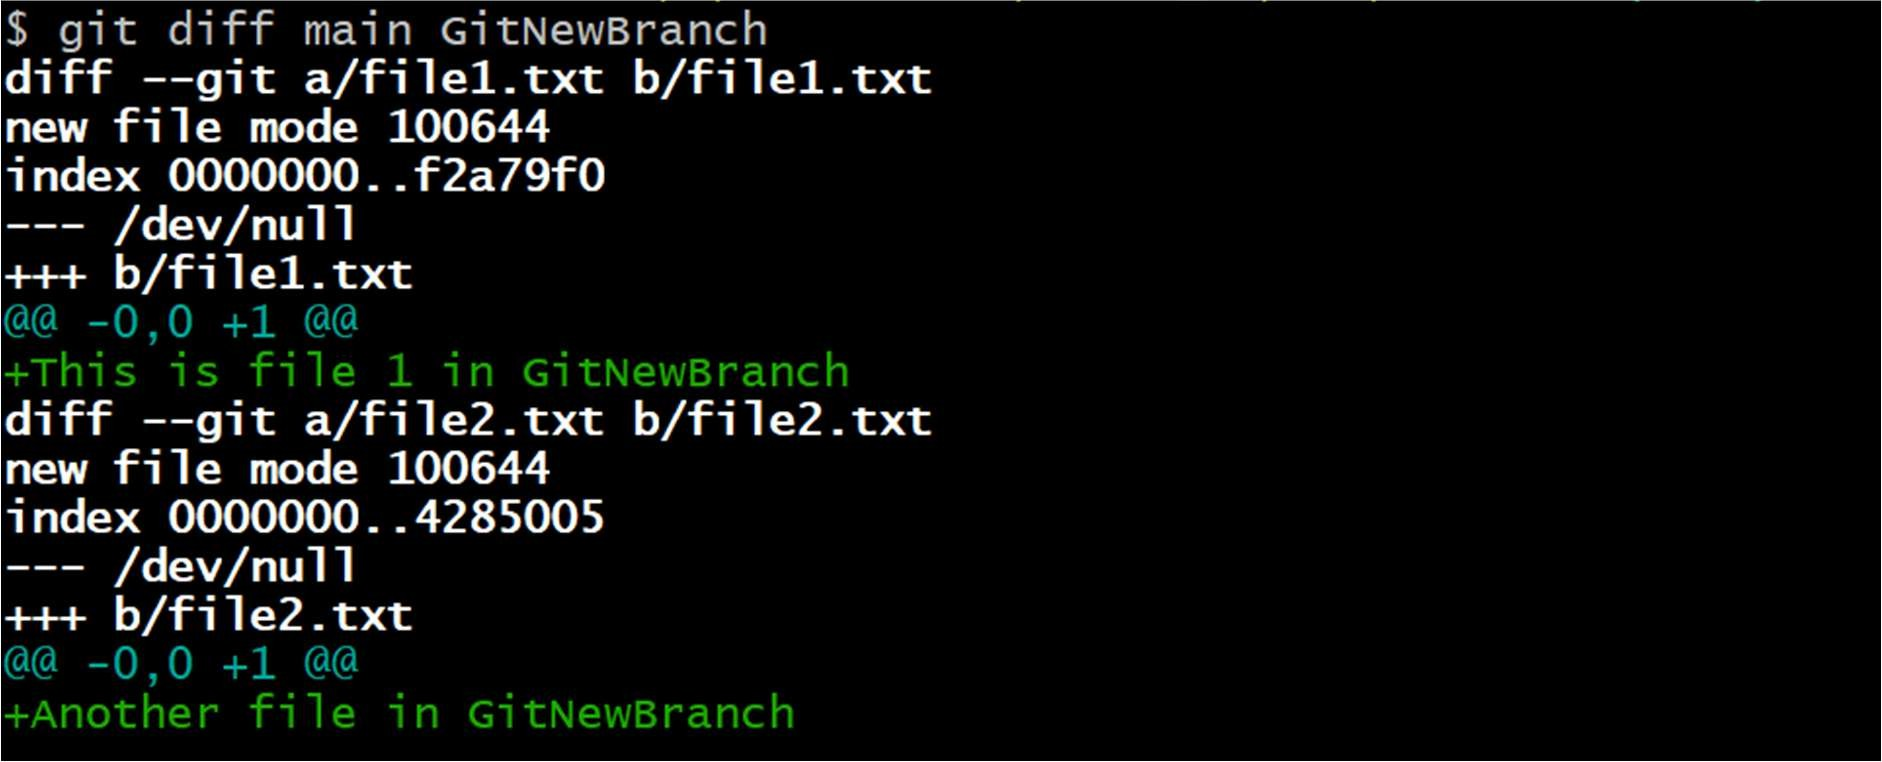 $ git diff main GitNewBranch
diff --git a/file1.txt b/file1.txt
new file mode 100644
index 0000000..f2a79f0
--- /dev/null
+++ b/file1.txt
@@ -0,0 +1 @@
+This is file 1 in GitNewBranch
diff --git a/file2.txt b/file2.txt
new file mode 100644
index 0000000..4285005
--- /dev/null
+++ b/file2.txt
@@ -0,0 +1 @@
+Another file in GitNewBranch